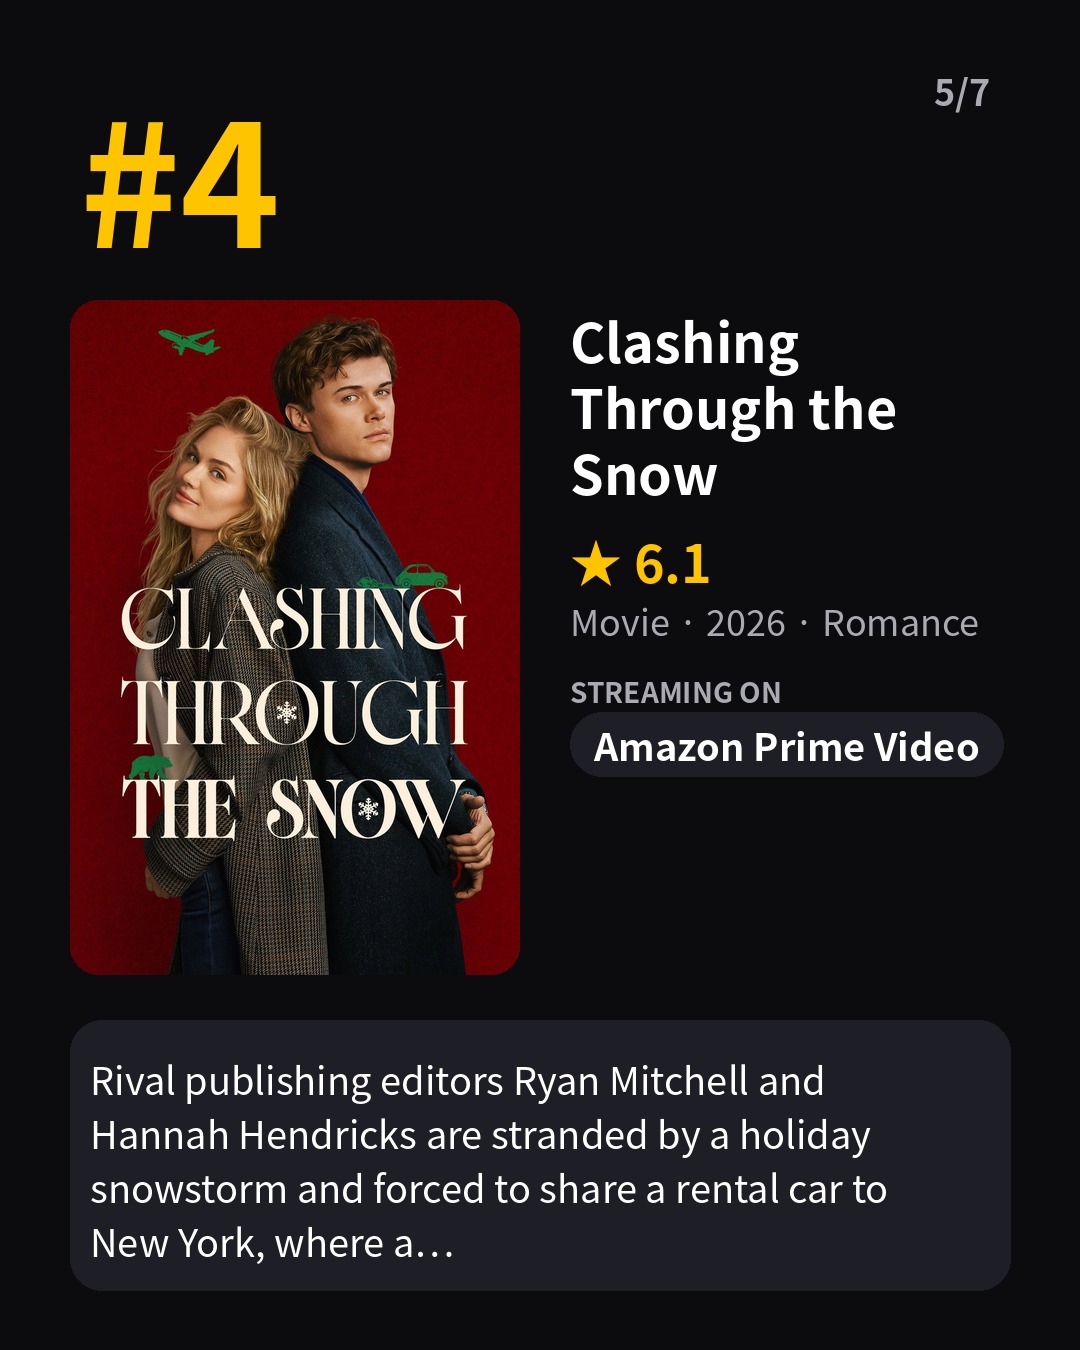 5/7
#4
CLASHING
THROUGH
THE SNOW
Clashing
Through the
Snow
★ 6.1
Movie · 2026 · Romance
STREAMING ON
Amazon Prime Video
Rival publishing editors Ryan Mitchell and
Hannah Hendricks are stranded by a holiday
snowstorm and forced to share a rental car to
New York, where a…